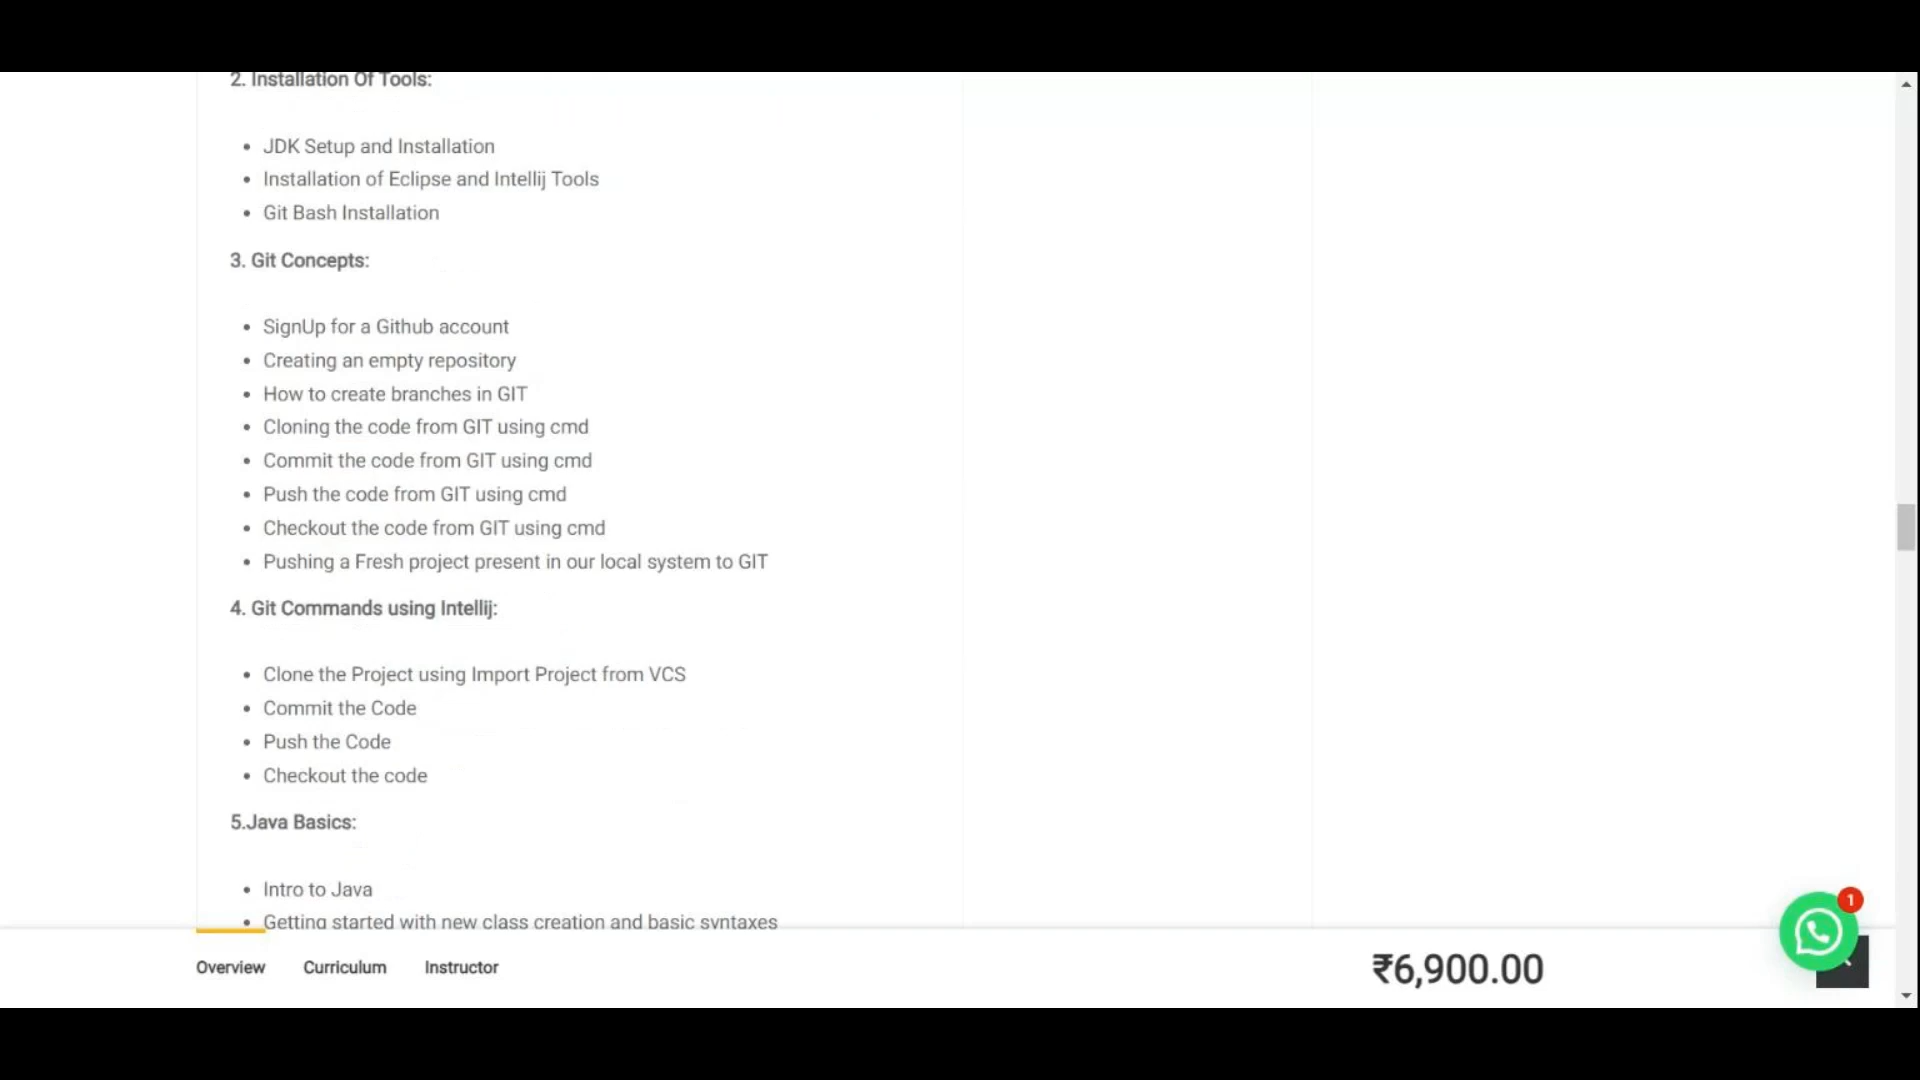 2. Installation Of Tools:
• JDK Setup and Installation
• Installation of Eclipse and Intellij Tools
• Git Bash Installation
3. Git Concepts:
• SignUp for a Github account
• Creating an empty repository
• How to create branches in GIT
• Cloning the code from GIT using cmd
• Commit the code from GIT using cmd
• Push the code from GIT using cmd
• Checkout the code from GIT using cmd
• Pushing a Fresh project present in our local system to GIT
4. Git Commands using Intellij:
• Clone the Project using Import Project from VCS
• Commit the Code
• Push the Code
• Checkout the code
5.Java Basics:
• Intro to Java
• Getting started with new class creation and basic syntaxes
1
Overview Curriculum Instructor ₹6,900.00